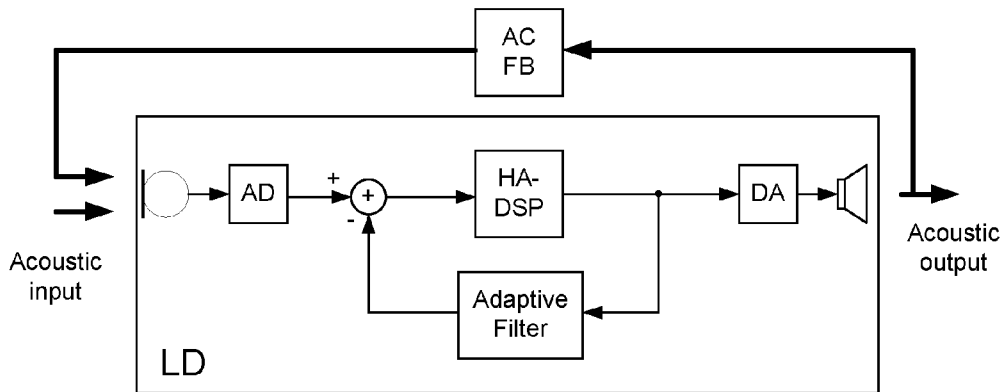 AC
FB
AD
+
+
-
HA-
DSP
DA
Acoustic
input
Acoustic
output
Adaptive
Filter
LD